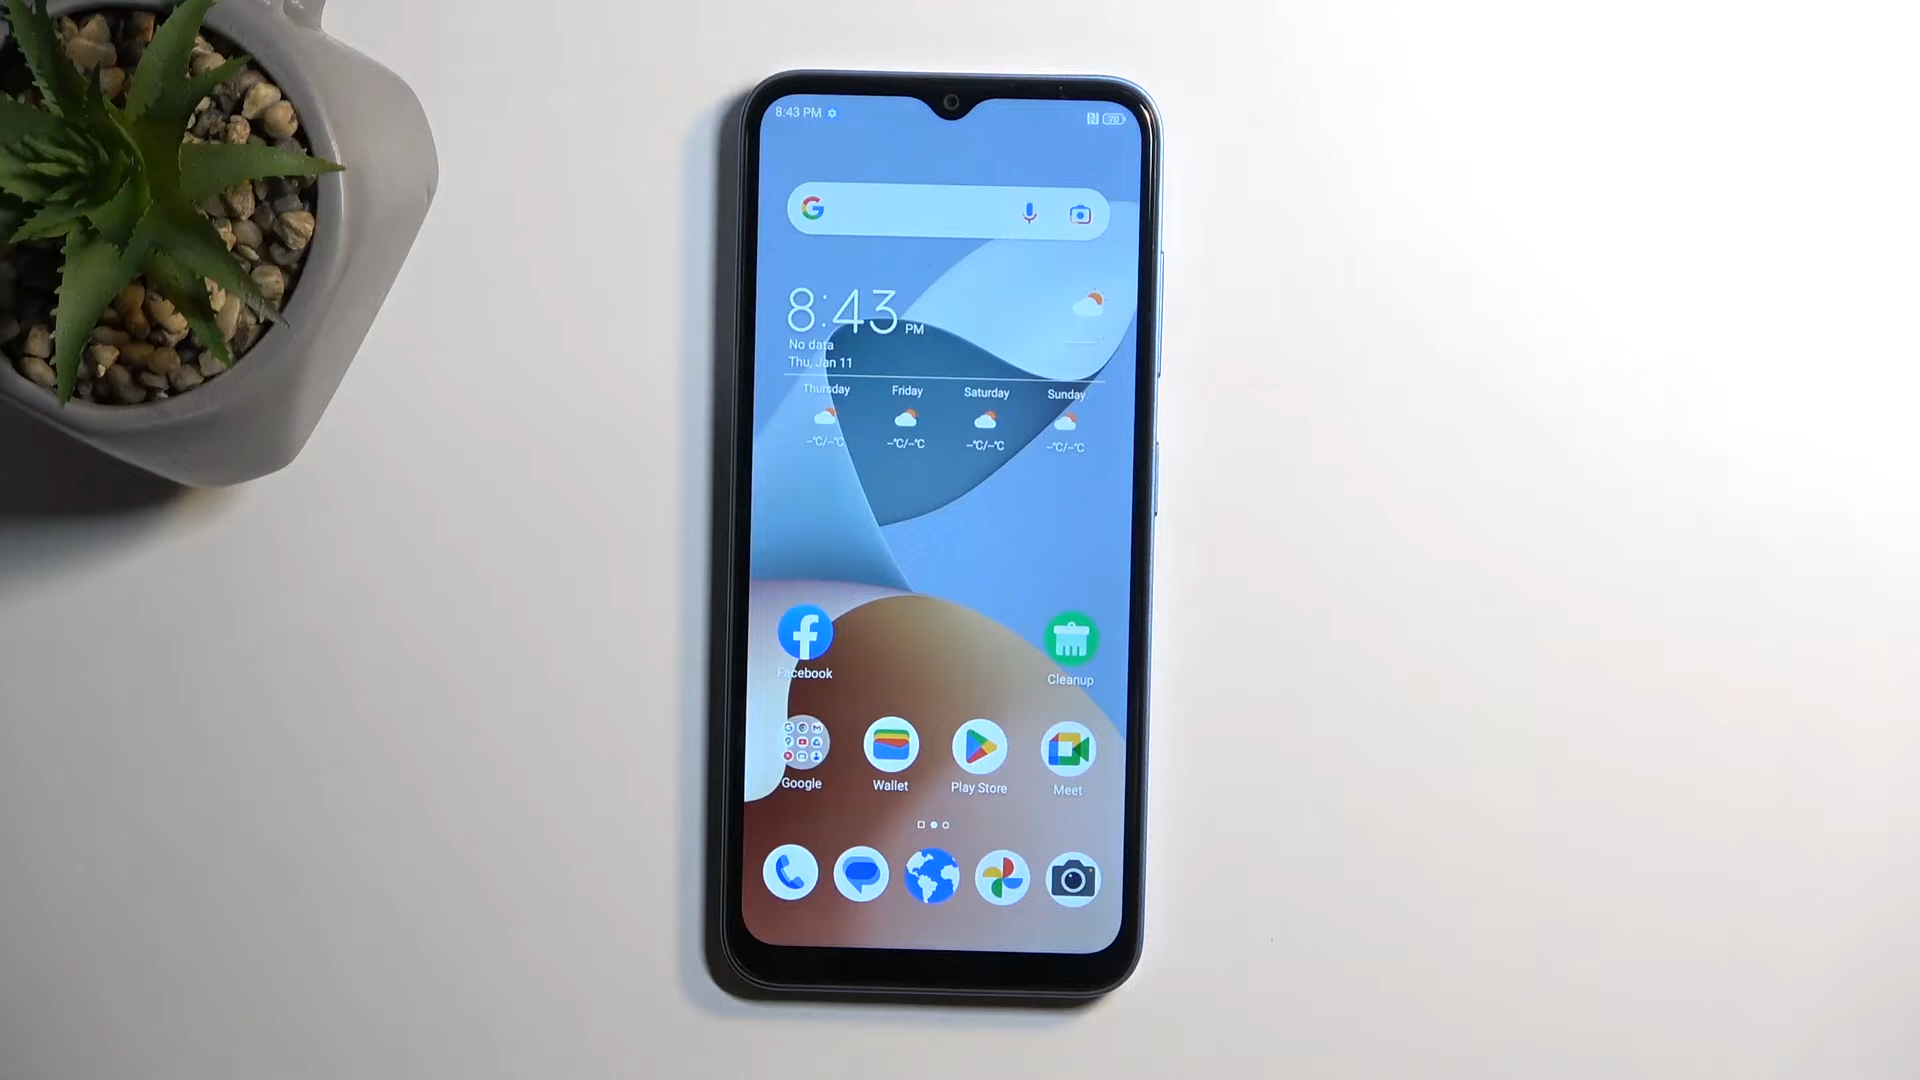 8:43 PM
70
8:43 PM
No data
Thu, Jan 11
Thursday Friday Saturday Sunday
--°C/--°C --°C/--°C --°C/--°C --°C/--°C
Facebook Cleanup
Google Wallet Play Store Meet